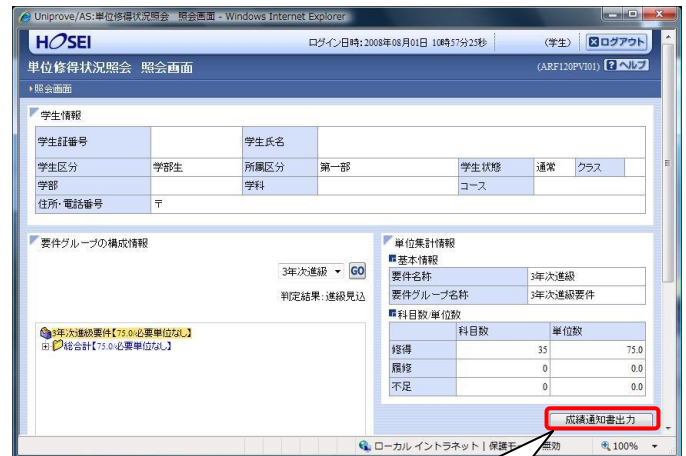 Uniprove/AS:単位修得状況照会 照会画面 - Windows Internet Explorer
HOSEI ログイン日時: 2008年08月01日 10時57分25秒 (学生) ログアウト
単位修得状況照会 照会画面 (ARF120PVI01) ? ヘルプ
照会画面
学生情報
学生証番号 学生氏名
学生区分 学部生 所属区分 第一部 学生状態 通常 クラス
学部 学科 コース
住所・電話番号 〒
要件グループの構成情報
3年次進級 GO
判定結果:進級見込
3年次進級要件【75.0/必要単位なし】
総合計【75.0/必要単位なし】
単位集計情報
基本情報
要件名称 3年次進級
要件グループ名称 3年次進級要件
科目数/単位数
科目数 単位数
修得 35 75.0
履修 0 0.0
不足 0 0.0
成績通知書出力
ローカル イントラネット | 保護モ 無効 100%